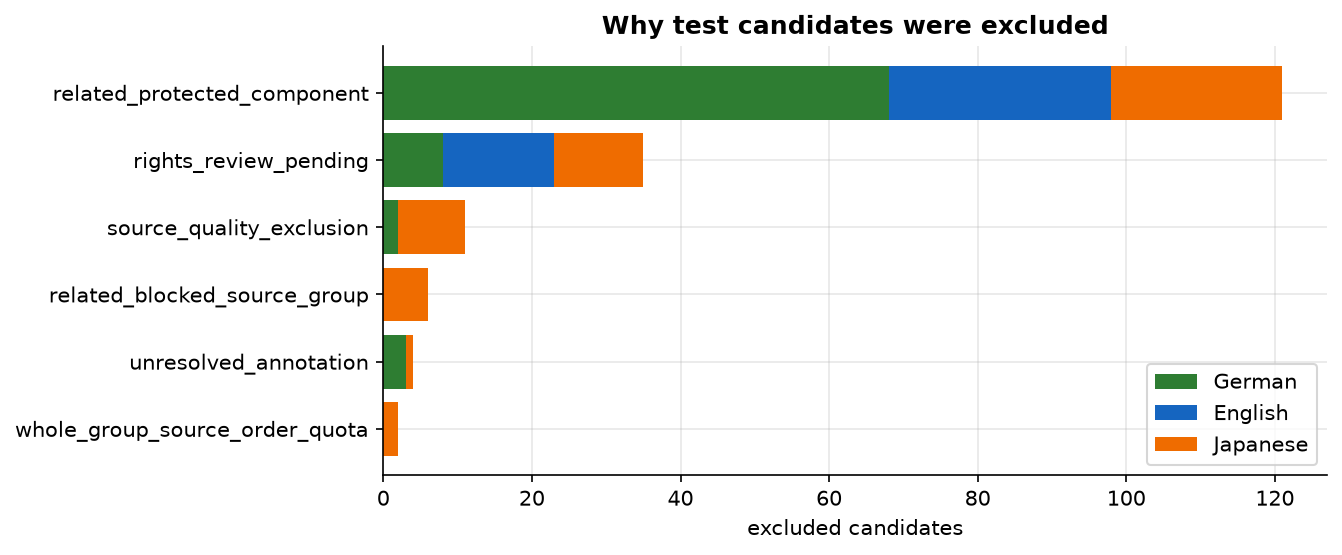 Why test candidates were excluded
related_protected_component
rights_review_pending
source_quality_exclusion
related_blocked_source_group
unresolved_annotation
whole_group_source_order_quota
German
English
Japanese
0 20 40 60 80 100 120
excluded candidates